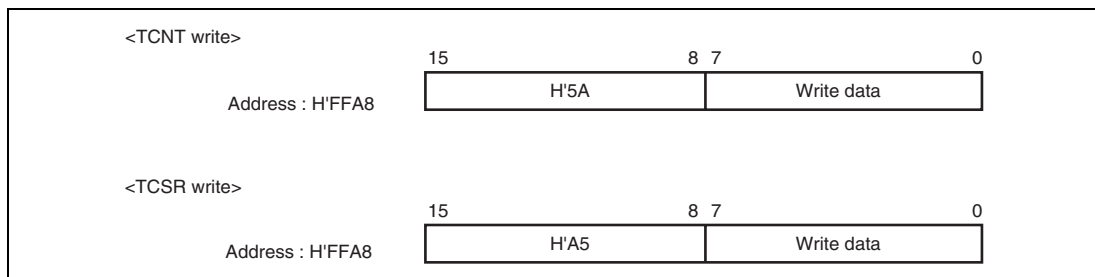 <TCNT write>
15 8 7 0
Address : H'FFA8 H'5A Write data
<TCSR write>
15 8 7 0
Address : H'FFA8 H'A5 Write data